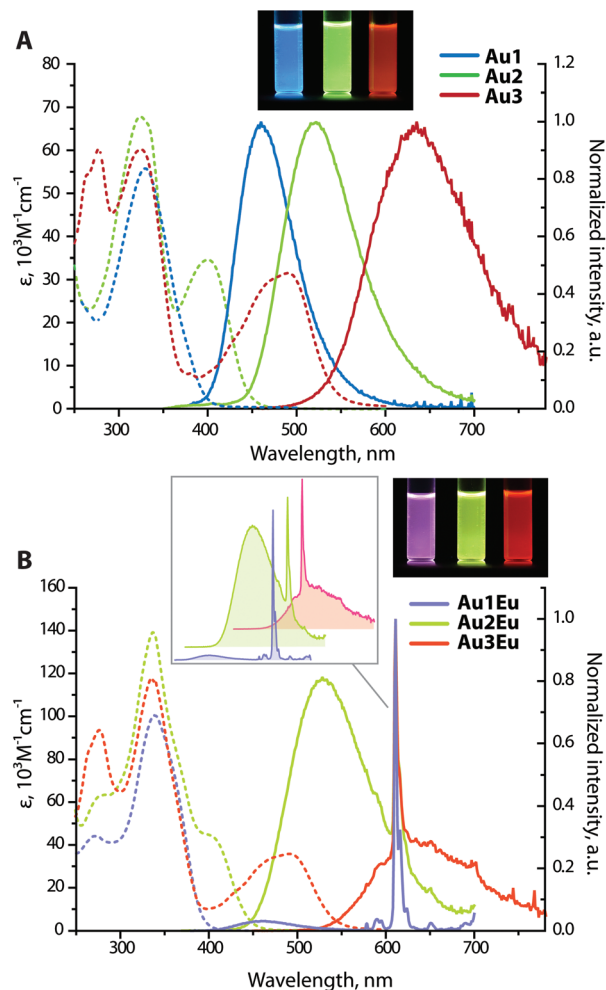 A
Au1
Au2
Au3
80
70
60
50
40
30
20
10
0
ε, 10³M⁻¹cm⁻¹
1.2
1.0
0.8
0.6
0.4
0.2
0.0
Normalized intensity, a.u.
300 400 500 600 700
Wavelength, nm
B
Au1Eu
Au2Eu
Au3Eu
160
140
120
100
80
60
40
20
0
ε, 10³M⁻¹cm⁻¹
1.0
0.8
0.6
0.4
0.2
0.0
Normalized intensity, a.u.
300 400 500 600 700
Wavelength, nm